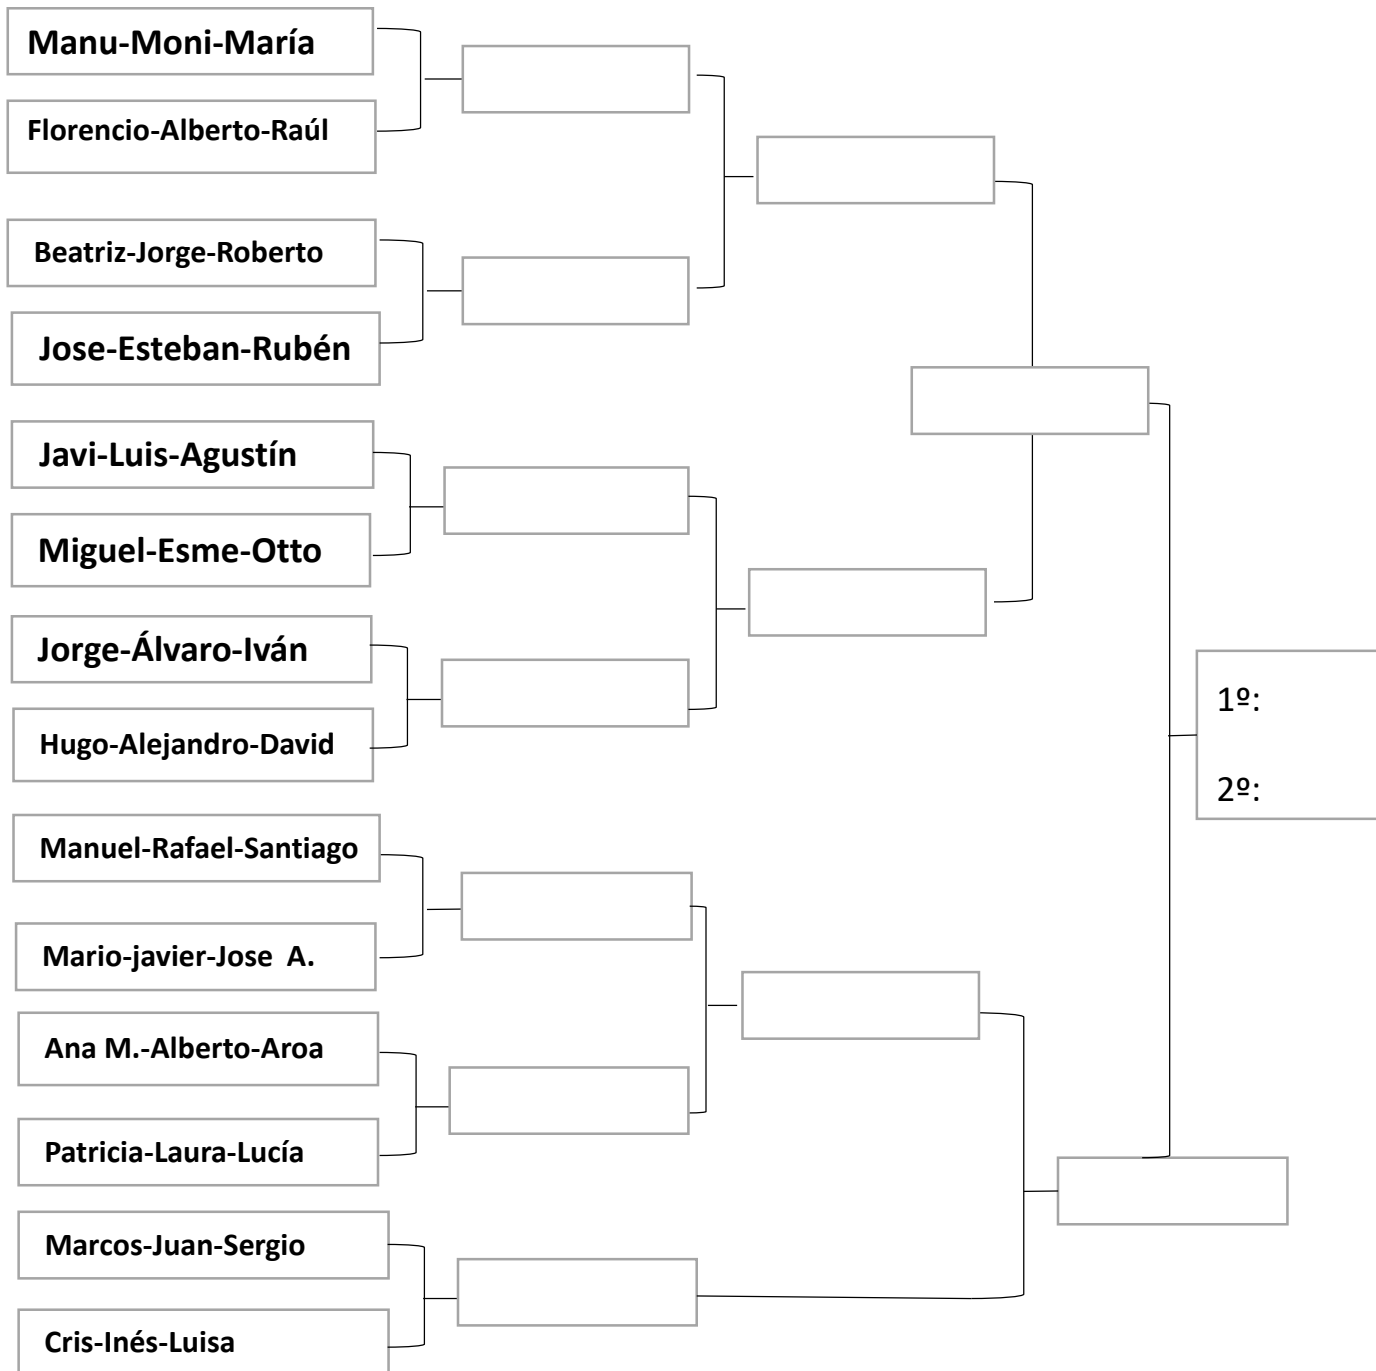 Manu-Moni-María
Florencio-Alberto-Raúl
Beatriz-Jorge-Roberto
Jose-Esteban-Rubén
Javi-Luis-Agustín
Miguel-Esme-Otto
Jorge-Álvaro-Iván
Hugo-Alejandro-David
Manuel-Rafael-Santiago
Mario-javier-Jose A.
Ana M.-Alberto-Aroa
Patricia-Laura-Lucía
Marcos-Juan-Sergio
Cris-Inés-Luisa
1º:
2º: